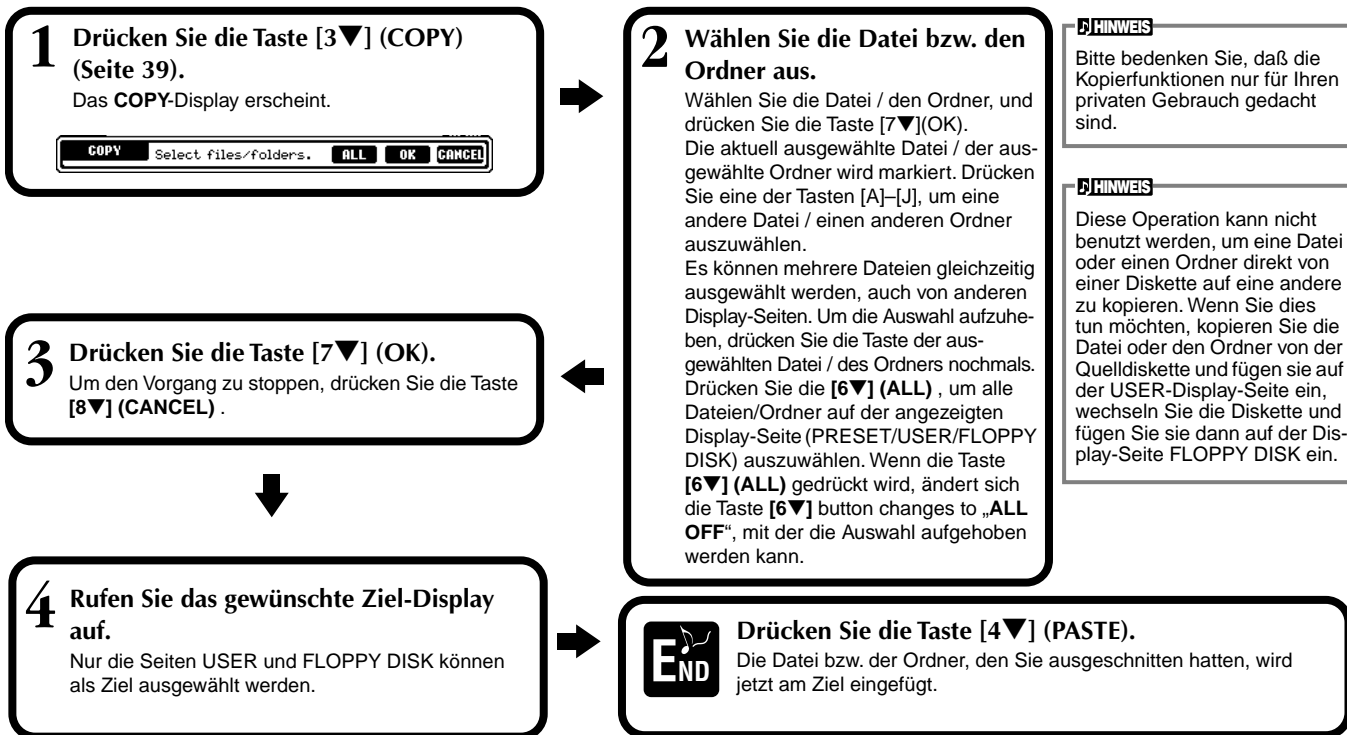 1 Drücken Sie die Taste [3▼] (COPY)
(Seite 39).
Das COPY-Display erscheint.
COPY Select files/folders. ALL OK CANCEL
2 Wählen Sie die Datei bzw. den
Ordner aus.
Wählen Sie die Datei / den Ordner, und
drücken Sie die Taste [7▼](OK).
Die aktuell ausgewählte Datei / der aus-
gewählte Ordner wird markiert. Drücken
Sie eine der Tasten [A]–[J], um eine
andere Datei / einen anderen Ordner
auszuwählen.
Es können mehrere Dateien gleichzeitig
ausgewählt werden, auch von anderen
Display-Seiten. Um die Auswahl aufzuhe-
ben, drücken Sie die Taste der aus-
gewählten Datei / des Ordners nochmals.
Drücken Sie die [6▼] (ALL) , um alle
Dateien/Ordner auf der angezeigten
Display-Seite (PRESET/USER/FLOPPY
DISK) auszuwählen. Wenn die Taste
[6▼] (ALL) gedrückt wird, ändert sich
die Taste [6▼] button changes to „ALL
OFF“, mit der die Auswahl aufgehoben
werden kann.
HINWEIS
Bitte bedenken Sie, daß die
Kopierfunktionen nur für Ihren
privaten Gebrauch gedacht
sind.
HINWEIS
Diese Operation kann nicht
benutzt werden, um eine Datei
oder einen Ordner direkt von
einer Diskette auf eine andere
zu kopieren. Wenn Sie dies
tun möchten, kopieren Sie die
Datei oder den Ordner von der
Quelldiskette und fügen sie auf
der USER-Display-Seite ein,
wechseln Sie die Diskette und
fügen Sie sie dann auf der Dis-
play-Seite FLOPPY DISK ein.
3 Drücken Sie die Taste [7▼] (OK).
Um den Vorgang zu stoppen, drücken Sie die Taste
[8▼] (CANCEL) .
4 Rufen Sie das gewünschte Ziel-Display
auf.
Nur die Seiten USER und FLOPPY DISK können
als Ziel ausgewählt werden.
END Drücken Sie die Taste [4▼] (PASTE).
Die Datei bzw. der Ordner, den Sie ausgeschnitten hatten, wird
jetzt am Ziel eingefügt.